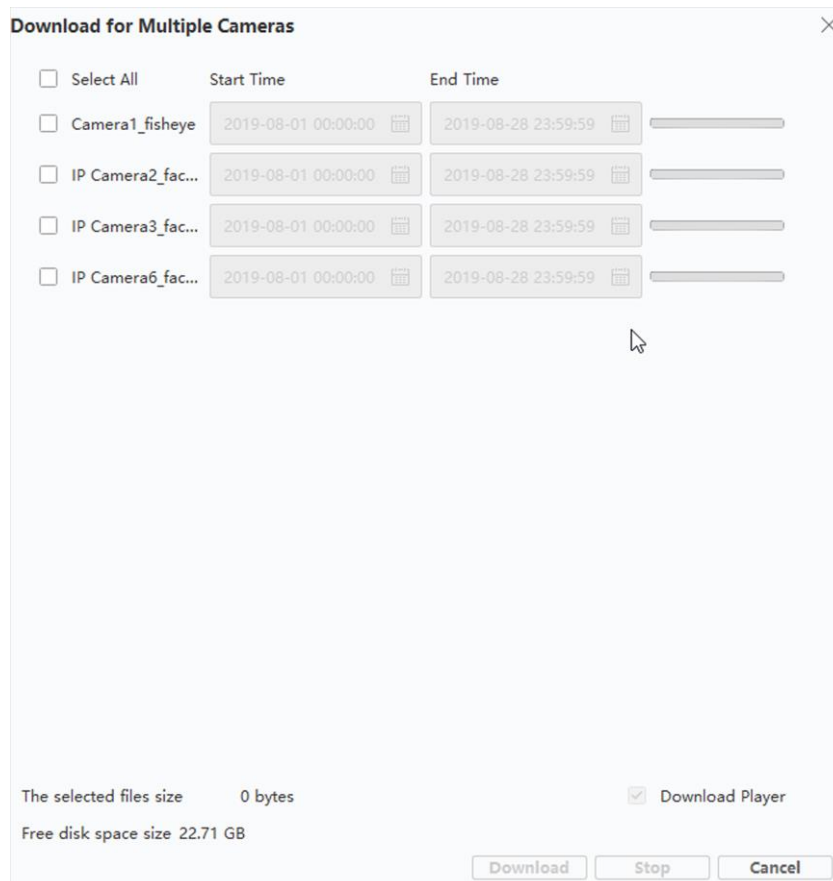 Download for Multiple Cameras
Select All Start Time End Time
Camera1_fisheye 2019-08-01 00:00:00 2019-08-28 23:59:59
IP Camera2_fac... 2019-08-01 00:00:00 2019-08-28 23:59:59
IP Camera3_fac... 2019-08-01 00:00:00 2019-08-28 23:59:59
IP Camera6_fac... 2019-08-01 00:00:00 2019-08-28 23:59:59
The selected files size 0 bytes Download Player
Free disk space size 22.71 GB
Download Stop Cancel